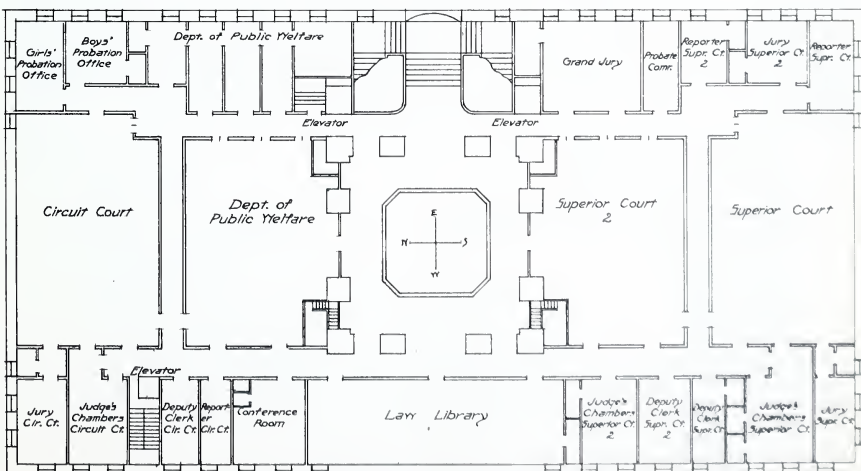 Girls'
Probation
Office
Boys'
Probation
Office
Dept. of Public Welfare
Grand Jury
Probate
Comr.
Reporter
Supr. Ct.
2
Jury
Superior Ct.
2
Reporter
Supr. Ct.
Elevator
Elevator
Circuit Court
Dept. of
Public Welfare
E
N
S
W
Superior Court
2
Superior Court
Elevator
Jury
Cir. Ct.
Judge's
Chambers
Circuit Ct.
Deputy
Clerk
Cir. Ct.
Report
er
Cir. Ct.
Conference
Room
Law Library
Judge's
Chambers
Superior Ct.
2
Deputy
Clerk
Supr. Ct.
2
Deputy
Clerk
Supr. Ct.
Judge's
Chambers
Superior Ct.
Jury
Supr. Ct.